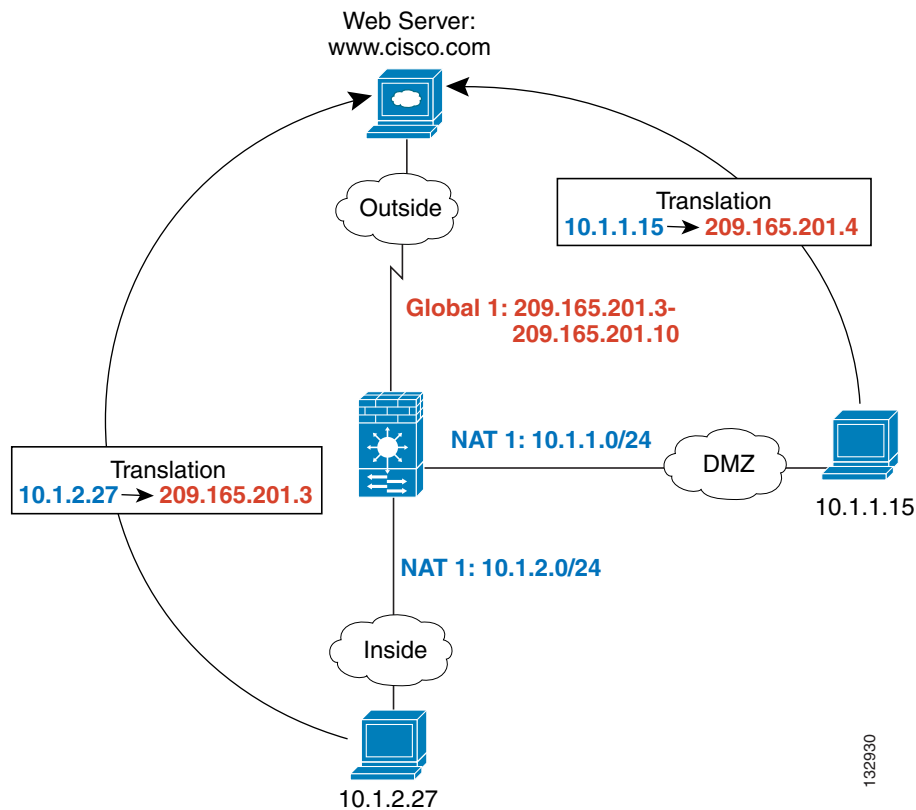 Web Server:
www.cisco.com
Outside
Translation
10.1.1.15 → 209.165.201.4
Global 1: 209.165.201.3-
209.165.201.10
NAT 1: 10.1.1.0/24
DMZ
10.1.1.15
Translation
10.1.2.27 → 209.165.201.3
NAT 1: 10.1.2.0/24
Inside
10.1.2.27
132930